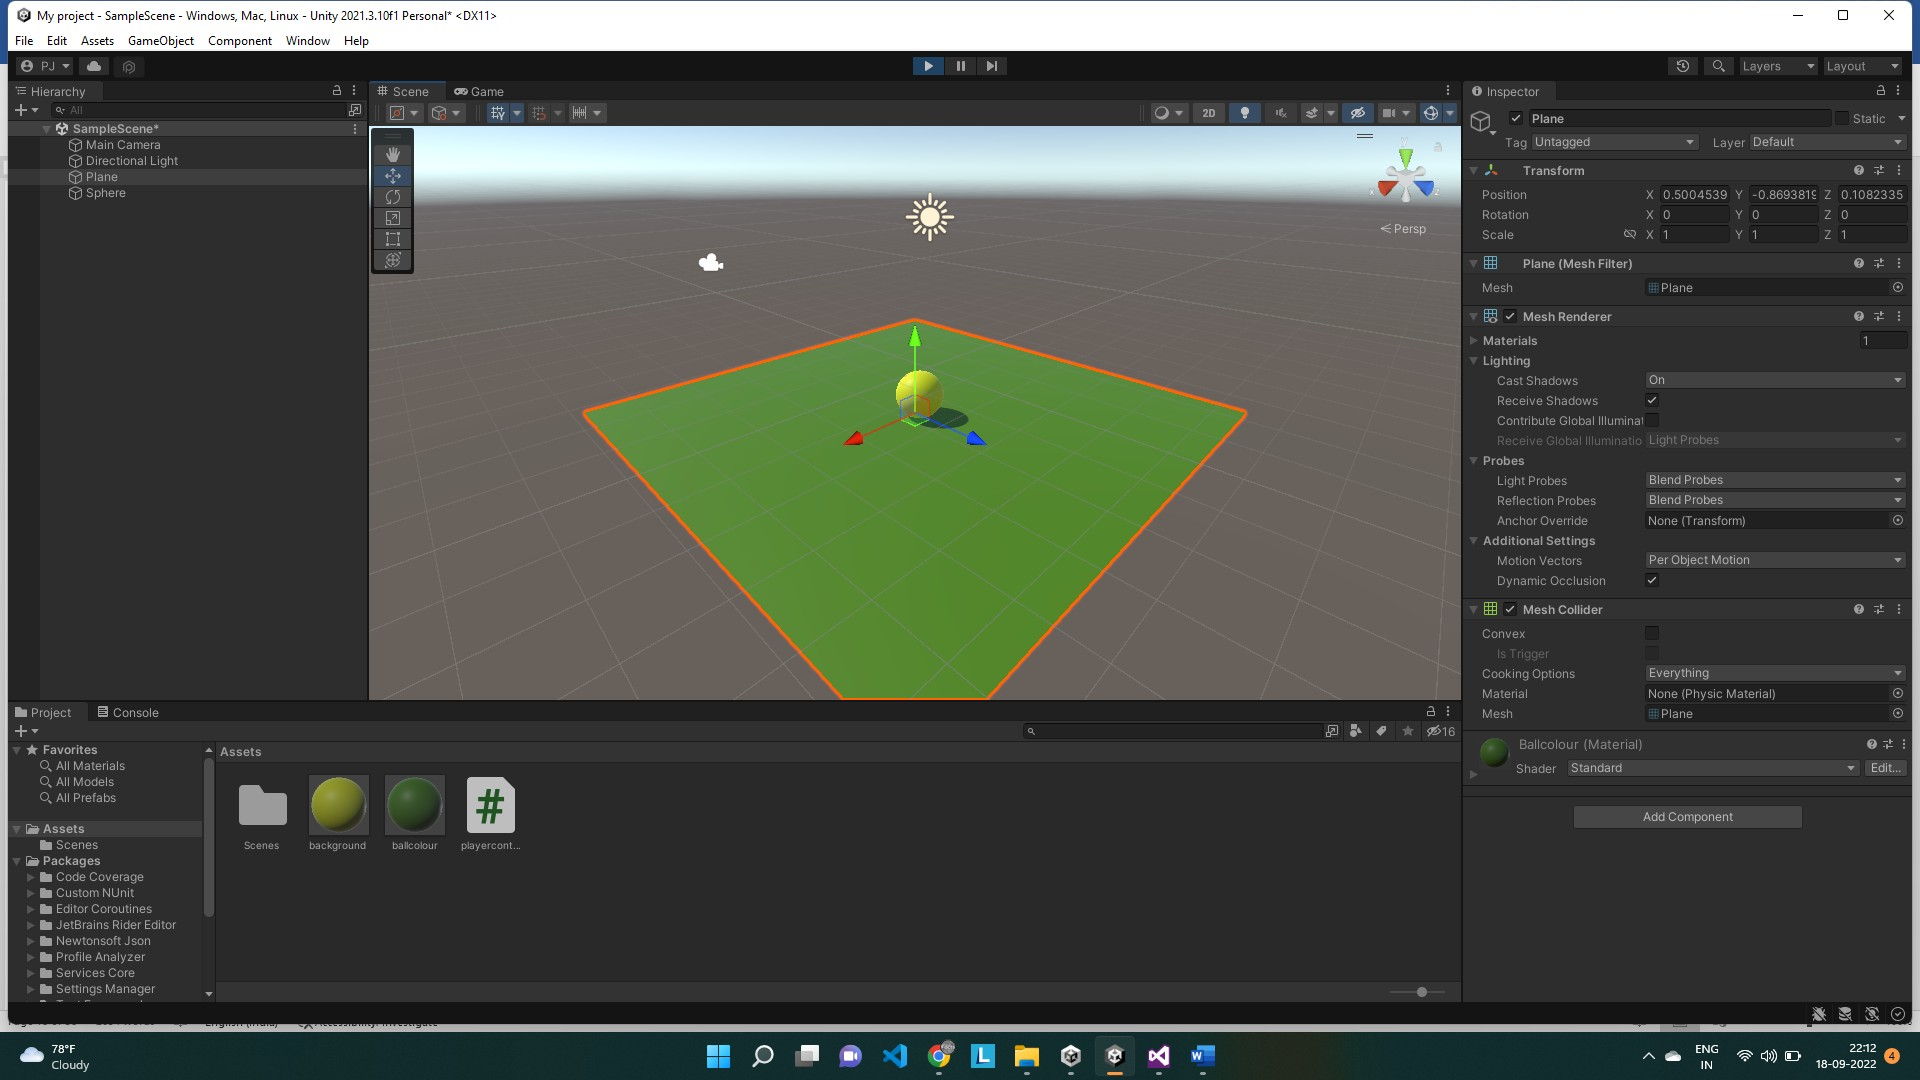 My project - SampleScene - Windows, Mac, Linux - Unity 2021.3.10f1 Personal* <DX11>
File Edit Assets GameObject Component Window Help
PJ
Layers Layout
Hierarchy
All
SampleScene*
Main Camera
Directional Light
Plane
Sphere
Scene Game
2D
Persp
Inspector
Plane Static
Tag Untagged Layer Default
Transform
Position X 0.5004539 Y -0.8693819 Z 0.1082335
Rotation X 0 Y 0 Z 0
Scale X 1 Y 1 Z 1
Plane (Mesh Filter)
Mesh Plane
Mesh Renderer
Materials 1
Lighting
Cast Shadows On
Receive Shadows
Contribute Global Illuminat
Receive Global Illuminatio Light Probes
Probes
Light Probes Blend Probes
Reflection Probes Blend Probes
Anchor Override None (Transform)
Additional Settings
Motion Vectors Per Object Motion
Dynamic Occlusion
Mesh Collider
Convex
Is Trigger
Cooking Options Everything
Material None (Physic Material)
Mesh Plane
Ballcolour (Material)
Shader Standard Edit...
Add Component
Project Console
16
Favorites
All Materials
All Models
All Prefabs
Assets
Scenes
Packages
Code Coverage
Custom NUnit
Editor Coroutines
JetBrains Rider Editor
Newtonsoft Json
Profile Analyzer
Services Core
Settings Manager
Assets
Scenes background ballcolour playercont...
78°F
Cloudy
ENG
IN
22:12
18-09-2022
4